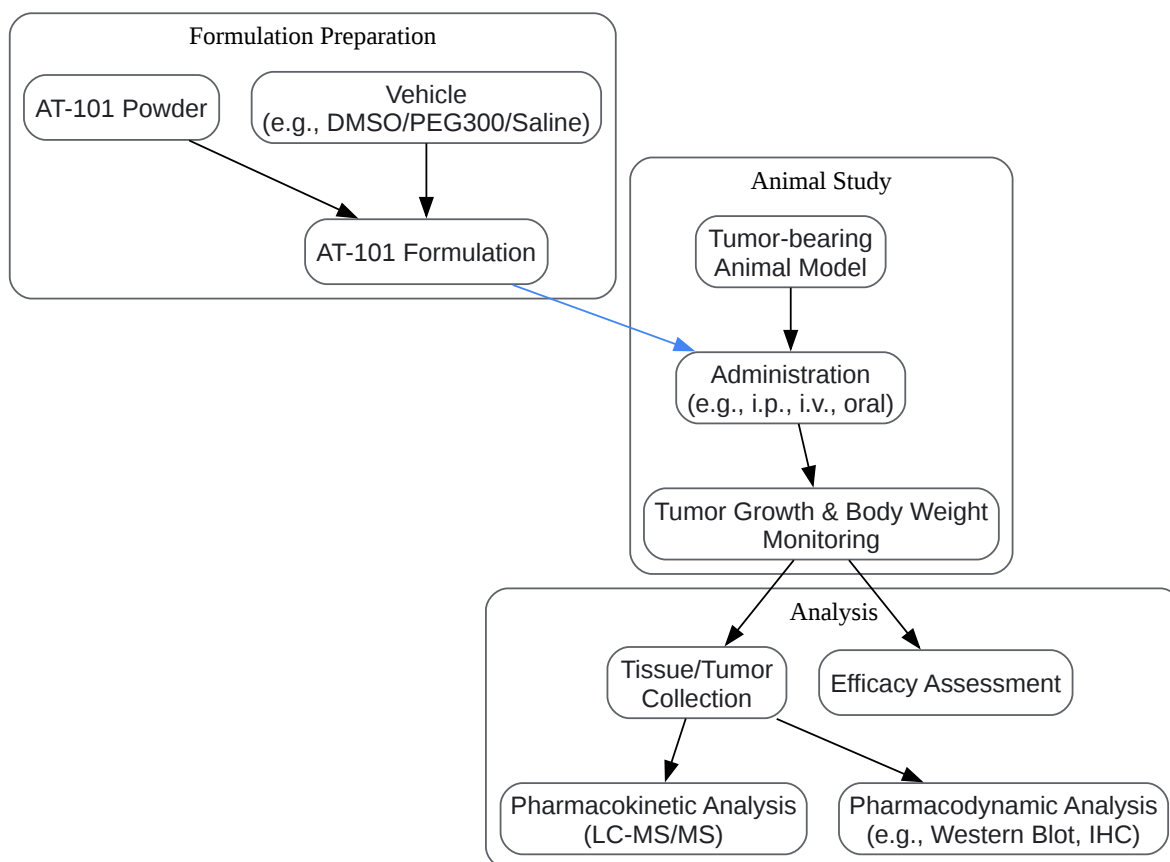 Formulation Preparation
AT-101 Powder
Vehicle
(e.g., DMSO/PEG300/Saline)
AT-101 Formulation
Animal Study
Tumor-bearing
Animal Model
Administration
(e.g., i.p., i.v., oral)
Tumor Growth & Body Weight
Monitoring
Analysis
Tissue/Tumor
Collection
Efficacy Assessment
Pharmacokinetic Analysis
(LC-MS/MS)
Pharmacodynamic Analysis
(e.g., Western Blot, IHC)